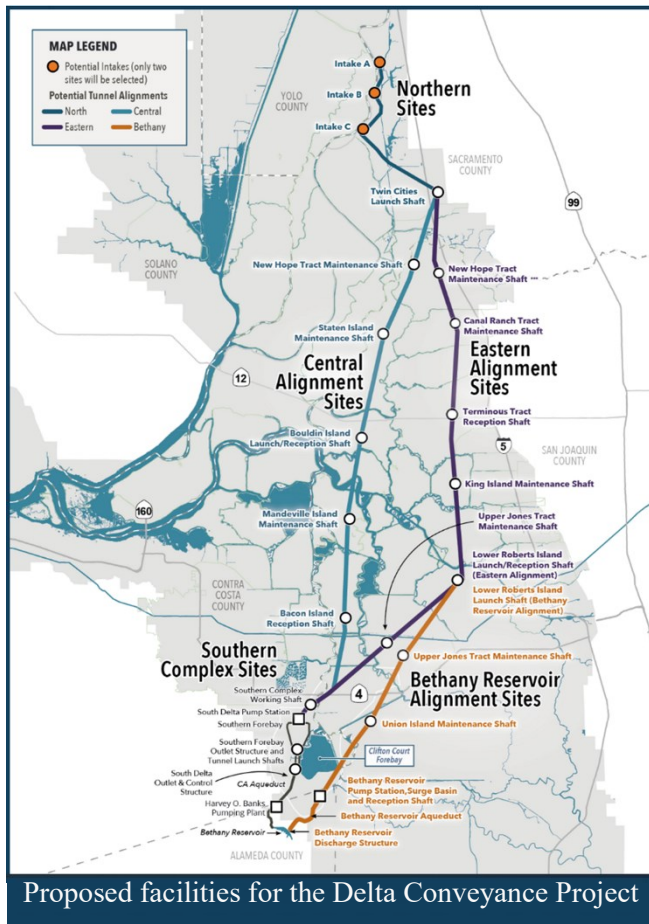 MAP LEGEND
Potential Intakes (only two
sites will be selected)
Potential Tunnel Alignments
North
Central
Eastern
Bethany
YOLO
COUNTY
Intake A
Intake B
Intake C
Northern
Sites
SACRAMENTO
COUNTY
Twin Cities
Launch Shaft
99
SOLANO
COUNTY
New Hope Tract Maintenance Shaft
New Hope Tract
Maintenance Shaft ...
Staten Island
Maintenance Shaft
Canal Ranch Tract
Maintenance Shaft
Central
Alignment
Sites
Eastern
Alignment
Sites
12
Terminous Tract
Reception Shaft
Bouldin Island
Launch/Reception Shaft
5
SAN JOAQUIN
COUNTY
King Island Maintenance Shaft
160
Mandeville Island
Maintenance Shaft
Upper Jones Tract
Maintenance Shaft
CONTRA
COSTA
COUNTY
Lower Roberts Island
Launch/Reception Shaft
(Eastern Alignment)
Lower Roberts Island
Launch Shaft (Bethany
Reservoir Alignment)
Bacon Island
Reception Shaft
Southern
Complex Sites
Upper Jones Tract Maintenance Shaft
Bethany Reservoir
Alignment Sites
4
Southern Complex
Working Shaft
South Delta Pump Station
Southern Forebay
Union Island Maintenance Shaft
Southern Forebay
Outlet Structure and
Tunnel Launch Shafts
Clifton Court
Forebay
South Delta
Outlet & Control
Structure
CA Aqueduct
Bethany Reservoir
Pump Station,Surge Basin
and Reception Shaft
Harvey O. Banks
Pumping Plant
Bethany Reservoir Aqueduct
Bethany Reservoir
Bethany Reservoir
Discharge Structure
ALAMEDA COUNTY
Proposed facilities for the Delta Conveyance Project